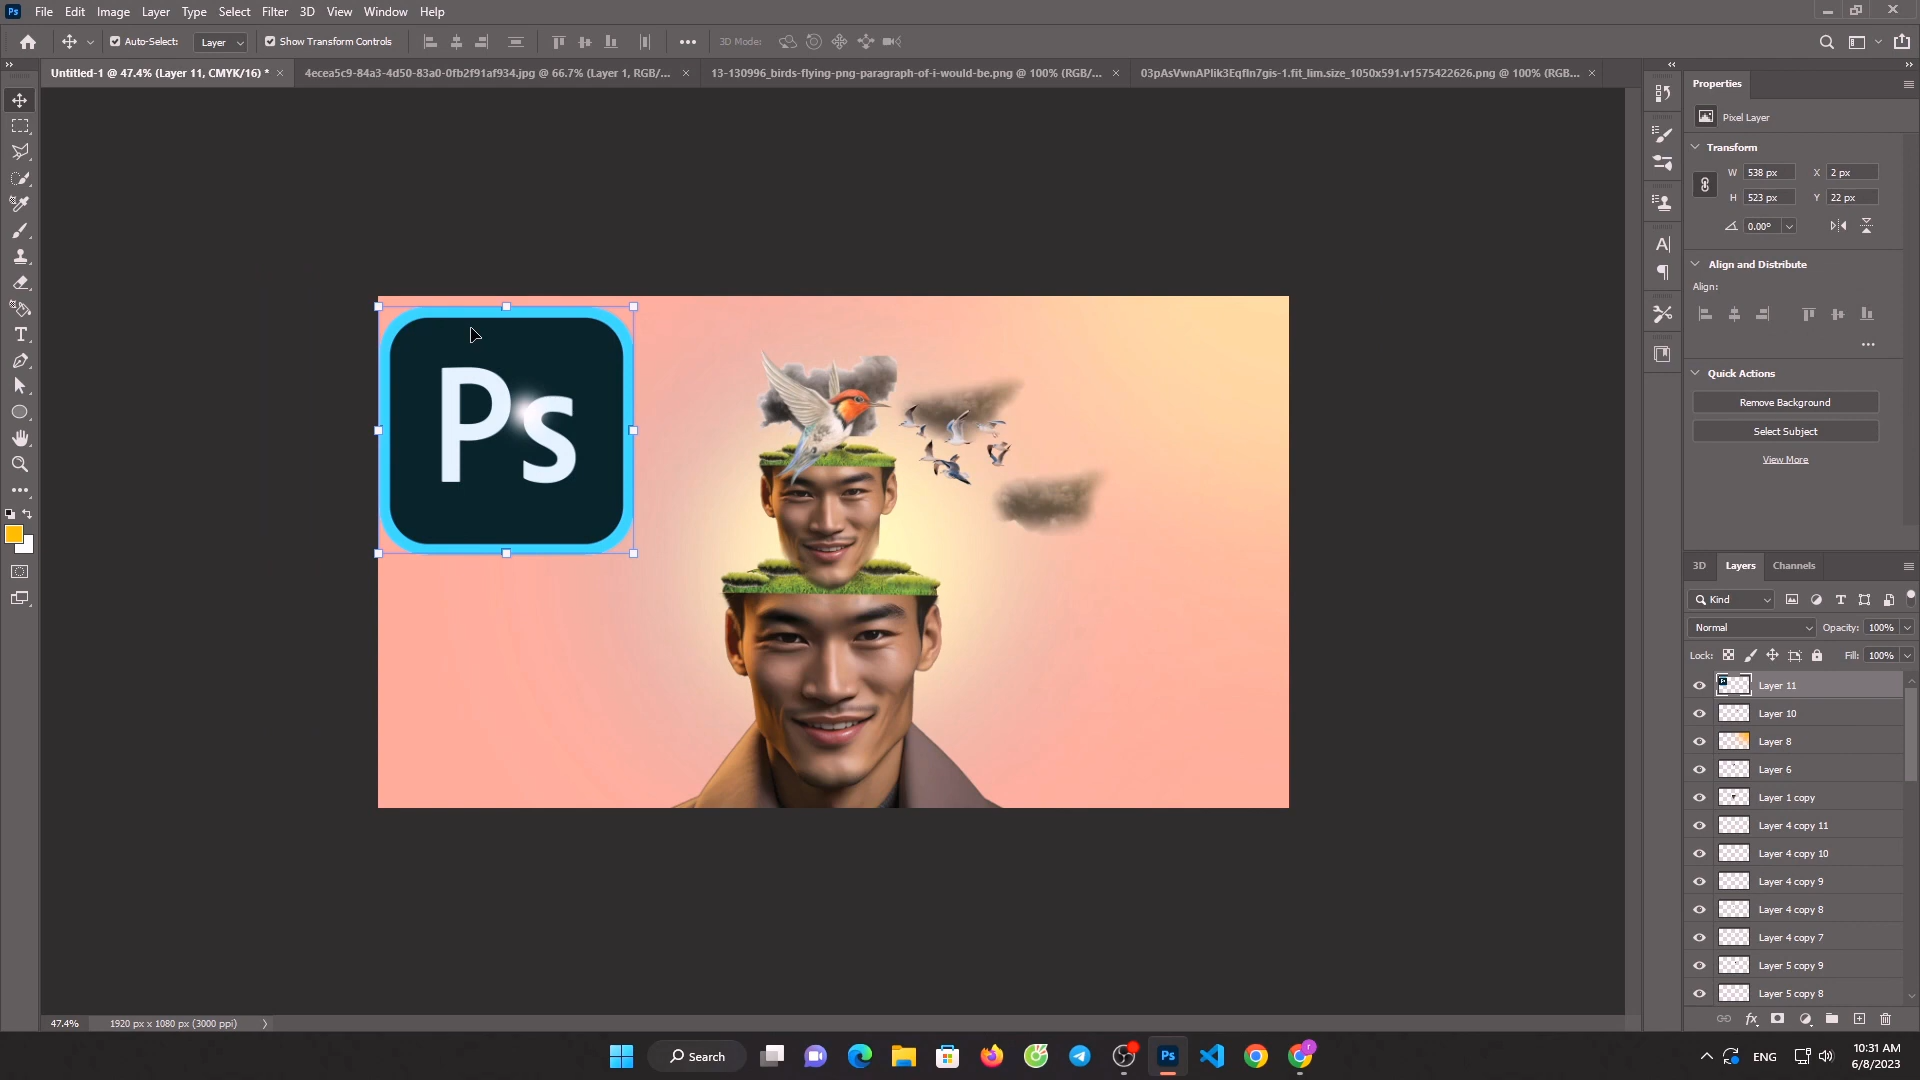 Ps File Edit Image Layer Type Select Filter 3D View Window Help
Auto-Select: Layer Show Transform Controls 3D Mode:
Untitled-1 @ 47.4% (Layer 11, CMYK/16) * 4ecea5c9-84a3-4d50-83a0-0fb2f91af934.jpg @ 66.7% (Layer 1, RGB/... 13-130996_birds-flying-png-paragraph-of-i-would-be.png @ 100% (RGB/... 03pAsVwnAPlik3Eqfln7gis-1.fit_lim.size_1050x591.v1575422626.png @ 100% (RGB...
Ps
Properties
Pixel Layer
Transform
W 538 px X 2 px
H 523 px Y 22 px
0.00°
Align and Distribute
Align:
Quick Actions
Remove Background
Select Subject
View More
3D Layers Channels
Kind
Normal Opacity: 100%
Lock: Fill: 100%
Layer 11
Layer 10
Layer 8
Layer 6
Layer 1 copy
Layer 4 copy 11
Layer 4 copy 10
Layer 4 copy 9
Layer 4 copy 8
Layer 4 copy 7
Layer 5 copy 9
Layer 5 copy 8
fx
47.4% 1920 px x 1080 px (3000 ppi)
Search
Ps
ENG
10:31 AM
6/8/2023